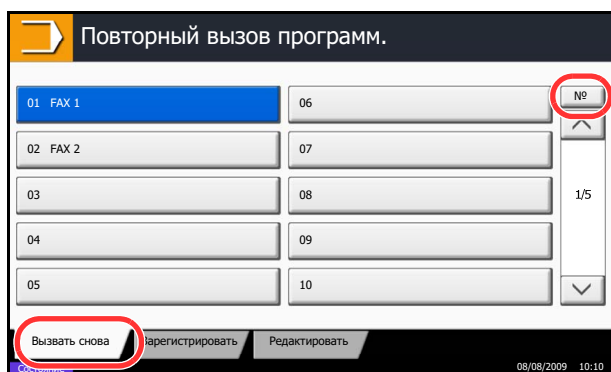 Повторный вызов программ.
01 FAX 1
06
№
02 FAX 2
07
03
08
1/5
04
09
05
10
Вызвать снова
Зарегистрировать
Редактировать
Состояние
08/08/2009 10:10